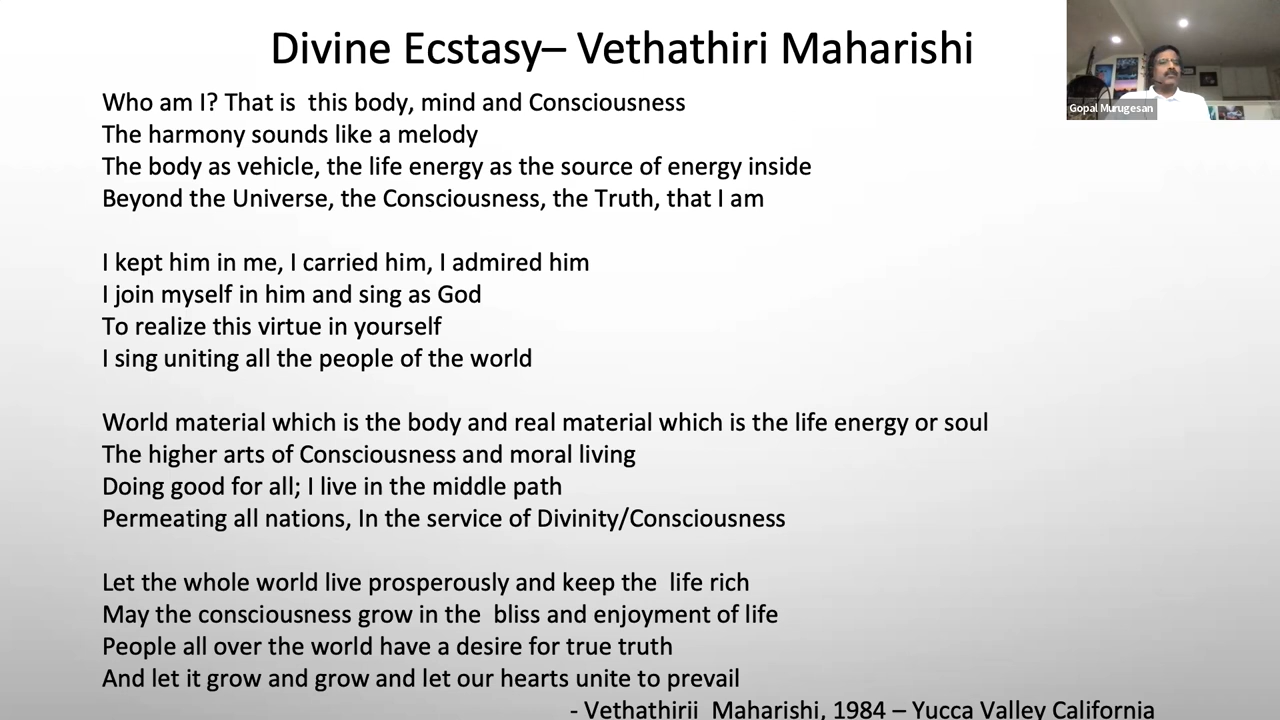 Divine Ecstasy– Vethathiri Maharishi
Gopal Murugesan
Who am I? That is  this body, mind and Consciousness
The harmony sounds like a melody
The body as vehicle, the life energy as the source of energy inside
Beyond the Universe, the Consciousness, the Truth, that I am
I kept him in me, I carried him, I admired him
I join myself in him and sing as God
To realize this virtue in yourself
I sing uniting all the people of the world
World material which is the body and real material which is the life energy or soul
The higher arts of Consciousness and moral living
Doing good for all; I live in the middle path
Permeating all nations, In the service of Divinity/Consciousness
Let the whole world live prosperously and keep the  life rich
May the consciousness grow in the  bliss and enjoyment of life
People all over the world have a desire for true truth
And let it grow and grow and let our hearts unite to prevail
- Vethathirii  Maharishi, 1984 – Yucca Valley California